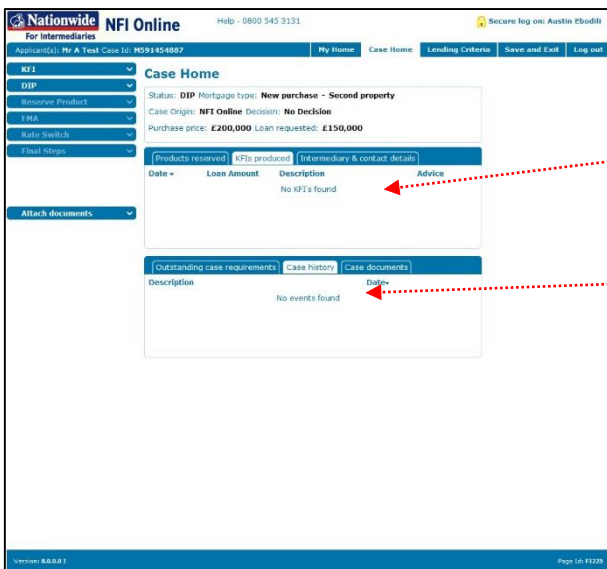 Nationwide
For Intermediaries
NFI Online
Help - 0800 545 3131
Secure log on: Austin Ebodili
Applicant(s): Mr A Test Case Id: M591454887
My Home Case Home Lending Criteria Save and Exit Log out
KFI
DIP
Reserve Product
FMA
Rate Switch
Final Steps
Attach documents
Case Home
Status: DIP Mortgage type: New purchase - Second property
Case Origin: NFI Online Decision: No Decision
Purchase price: £200,000 Loan requested: £150,000
Products reserved KFIs produced Intermediary & contact details
Date Loan Amount Description Advice
No KFI's found
Outstanding case requirements Case history Case documents
Description Date
No events found
Version: 8.0.0.0 1
Page Id: F1225